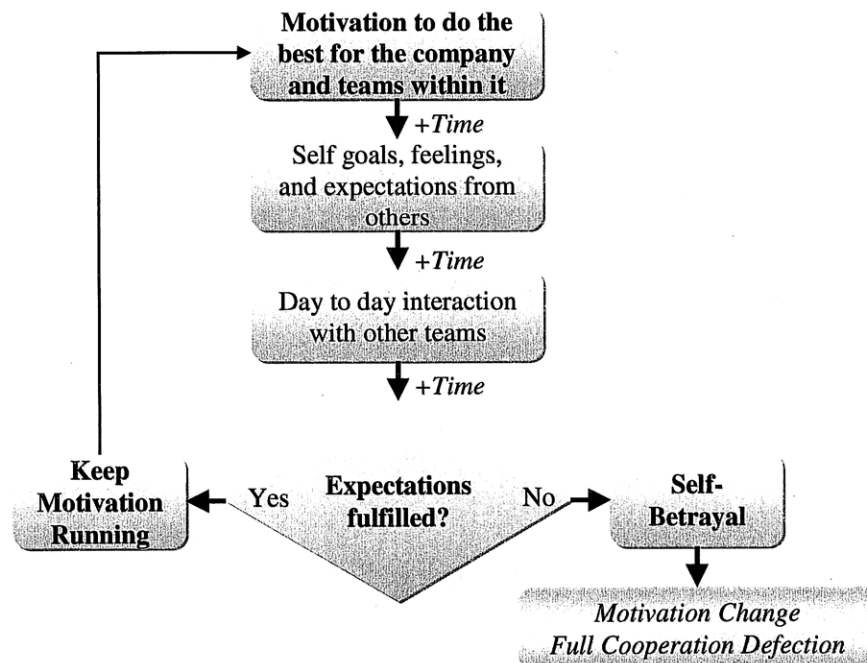 Motivation to do the
best for the company
and teams within it
+Time
Self goals, feelings,
and expectations from
others
+Time
Day to day interaction
with other teams
+Time
Keep
Motivation
Running
Yes
Expectations
fulfilled?
No
Self-
Betrayal
Motivation Change
Full Cooperation Defection